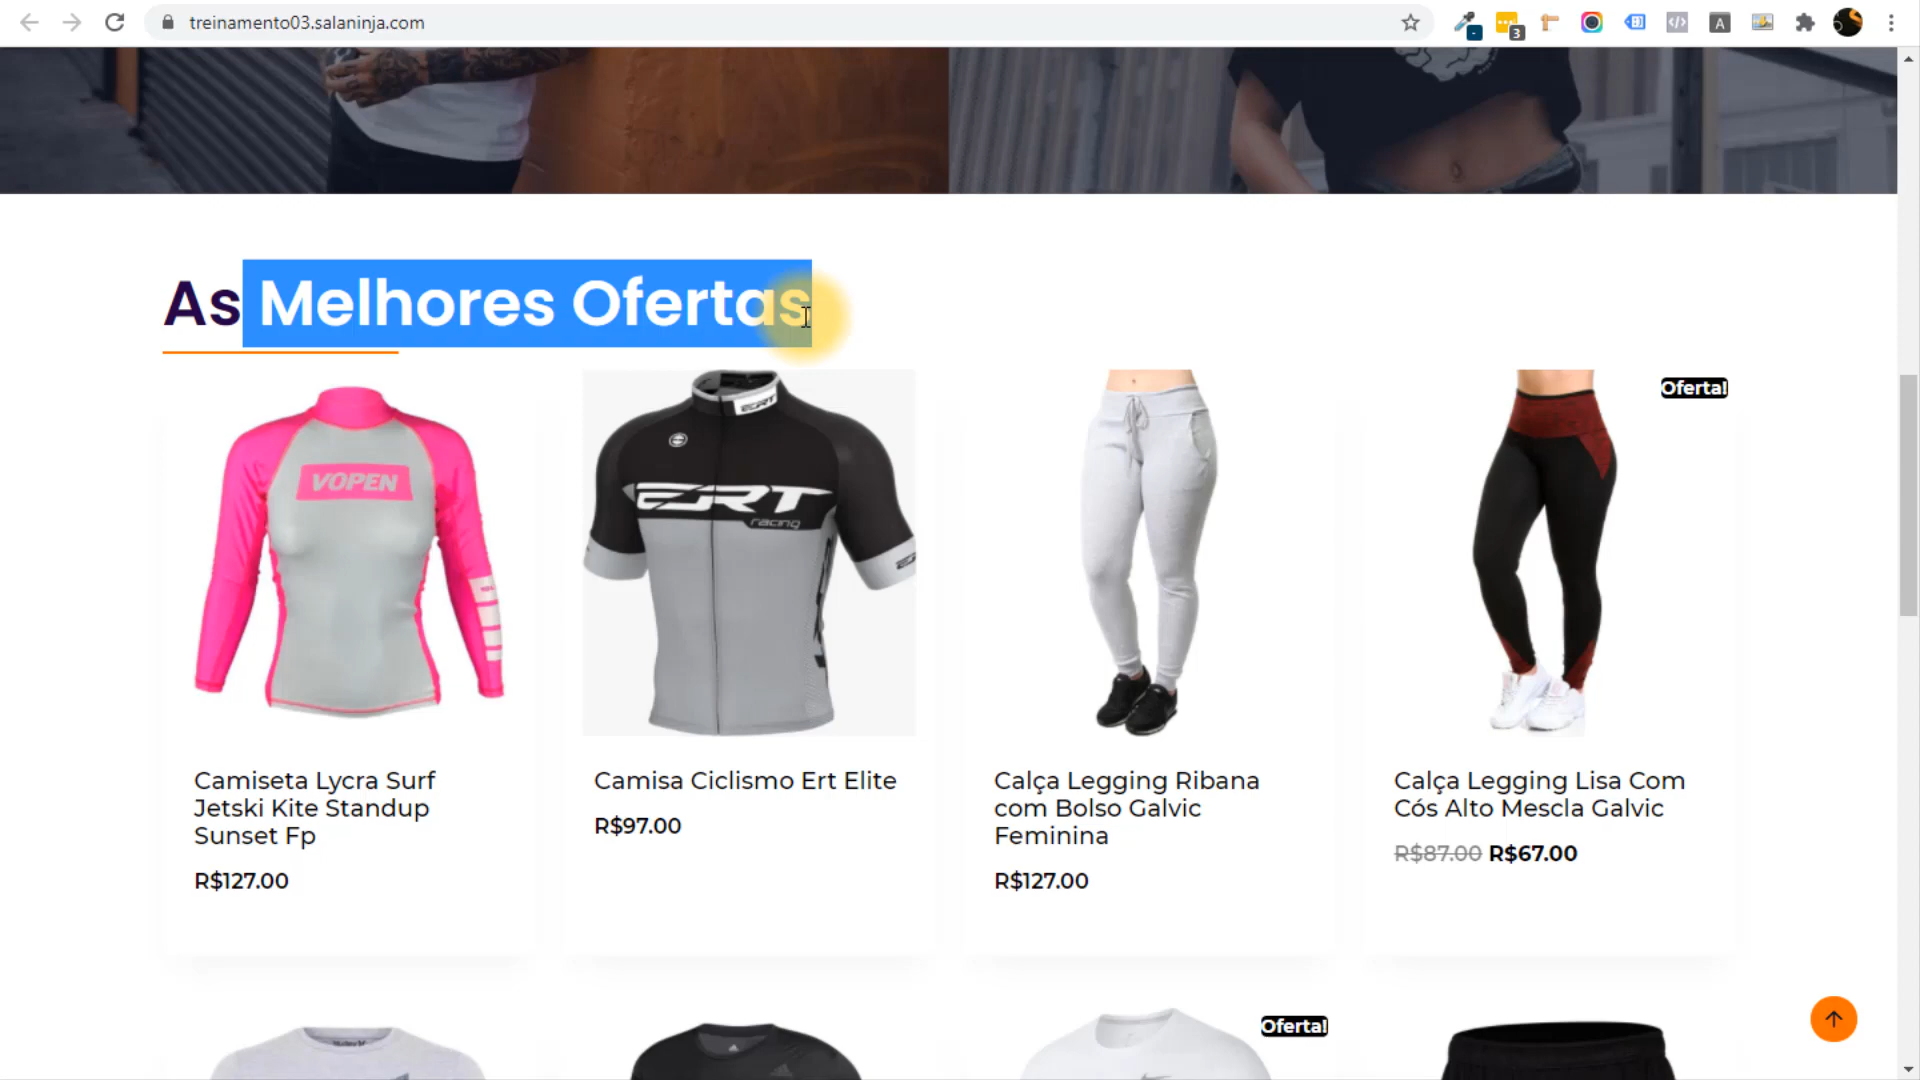 treinamento03.salaninja.com
3
A
As Melhores Ofertas
Oferta!
VOPEN
ERT
ERT
racing
Camiseta Lycra Surf
Jetski Kite Standup
Sunset Fp
R$127.00
Camisa Ciclismo Ert Elite
R$97.00
Calça Legging Ribana
com Bolso Galvic
Feminina
R$127.00
Calça Legging Lisa Com
Cós Alto Mescla Galvic
R$87.00 R$67.00
Oferta!